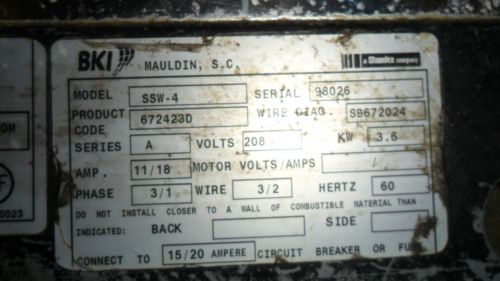 BKI MAULDIN, S.C. a Standex company
MODEL SSW-4 SERIAL 98026
PRODUCT CODE 672423D WIRE DIAG. SB672024
SERIES A VOLTS 208 KW 3.6
AMP. 11/18 MOTOR VOLTS/AMPS /
PHASE 3/1 WIRE 3/2 HERTZ 60
DO NOT INSTALL CLOSER TO A WALL OF COMBUSTIBLE MATERIAL THAN
INDICATED: BACK SIDE
CONNECT TO 15/20 AMPERE CIRCUIT BREAKER OR FUSE
ON
0023